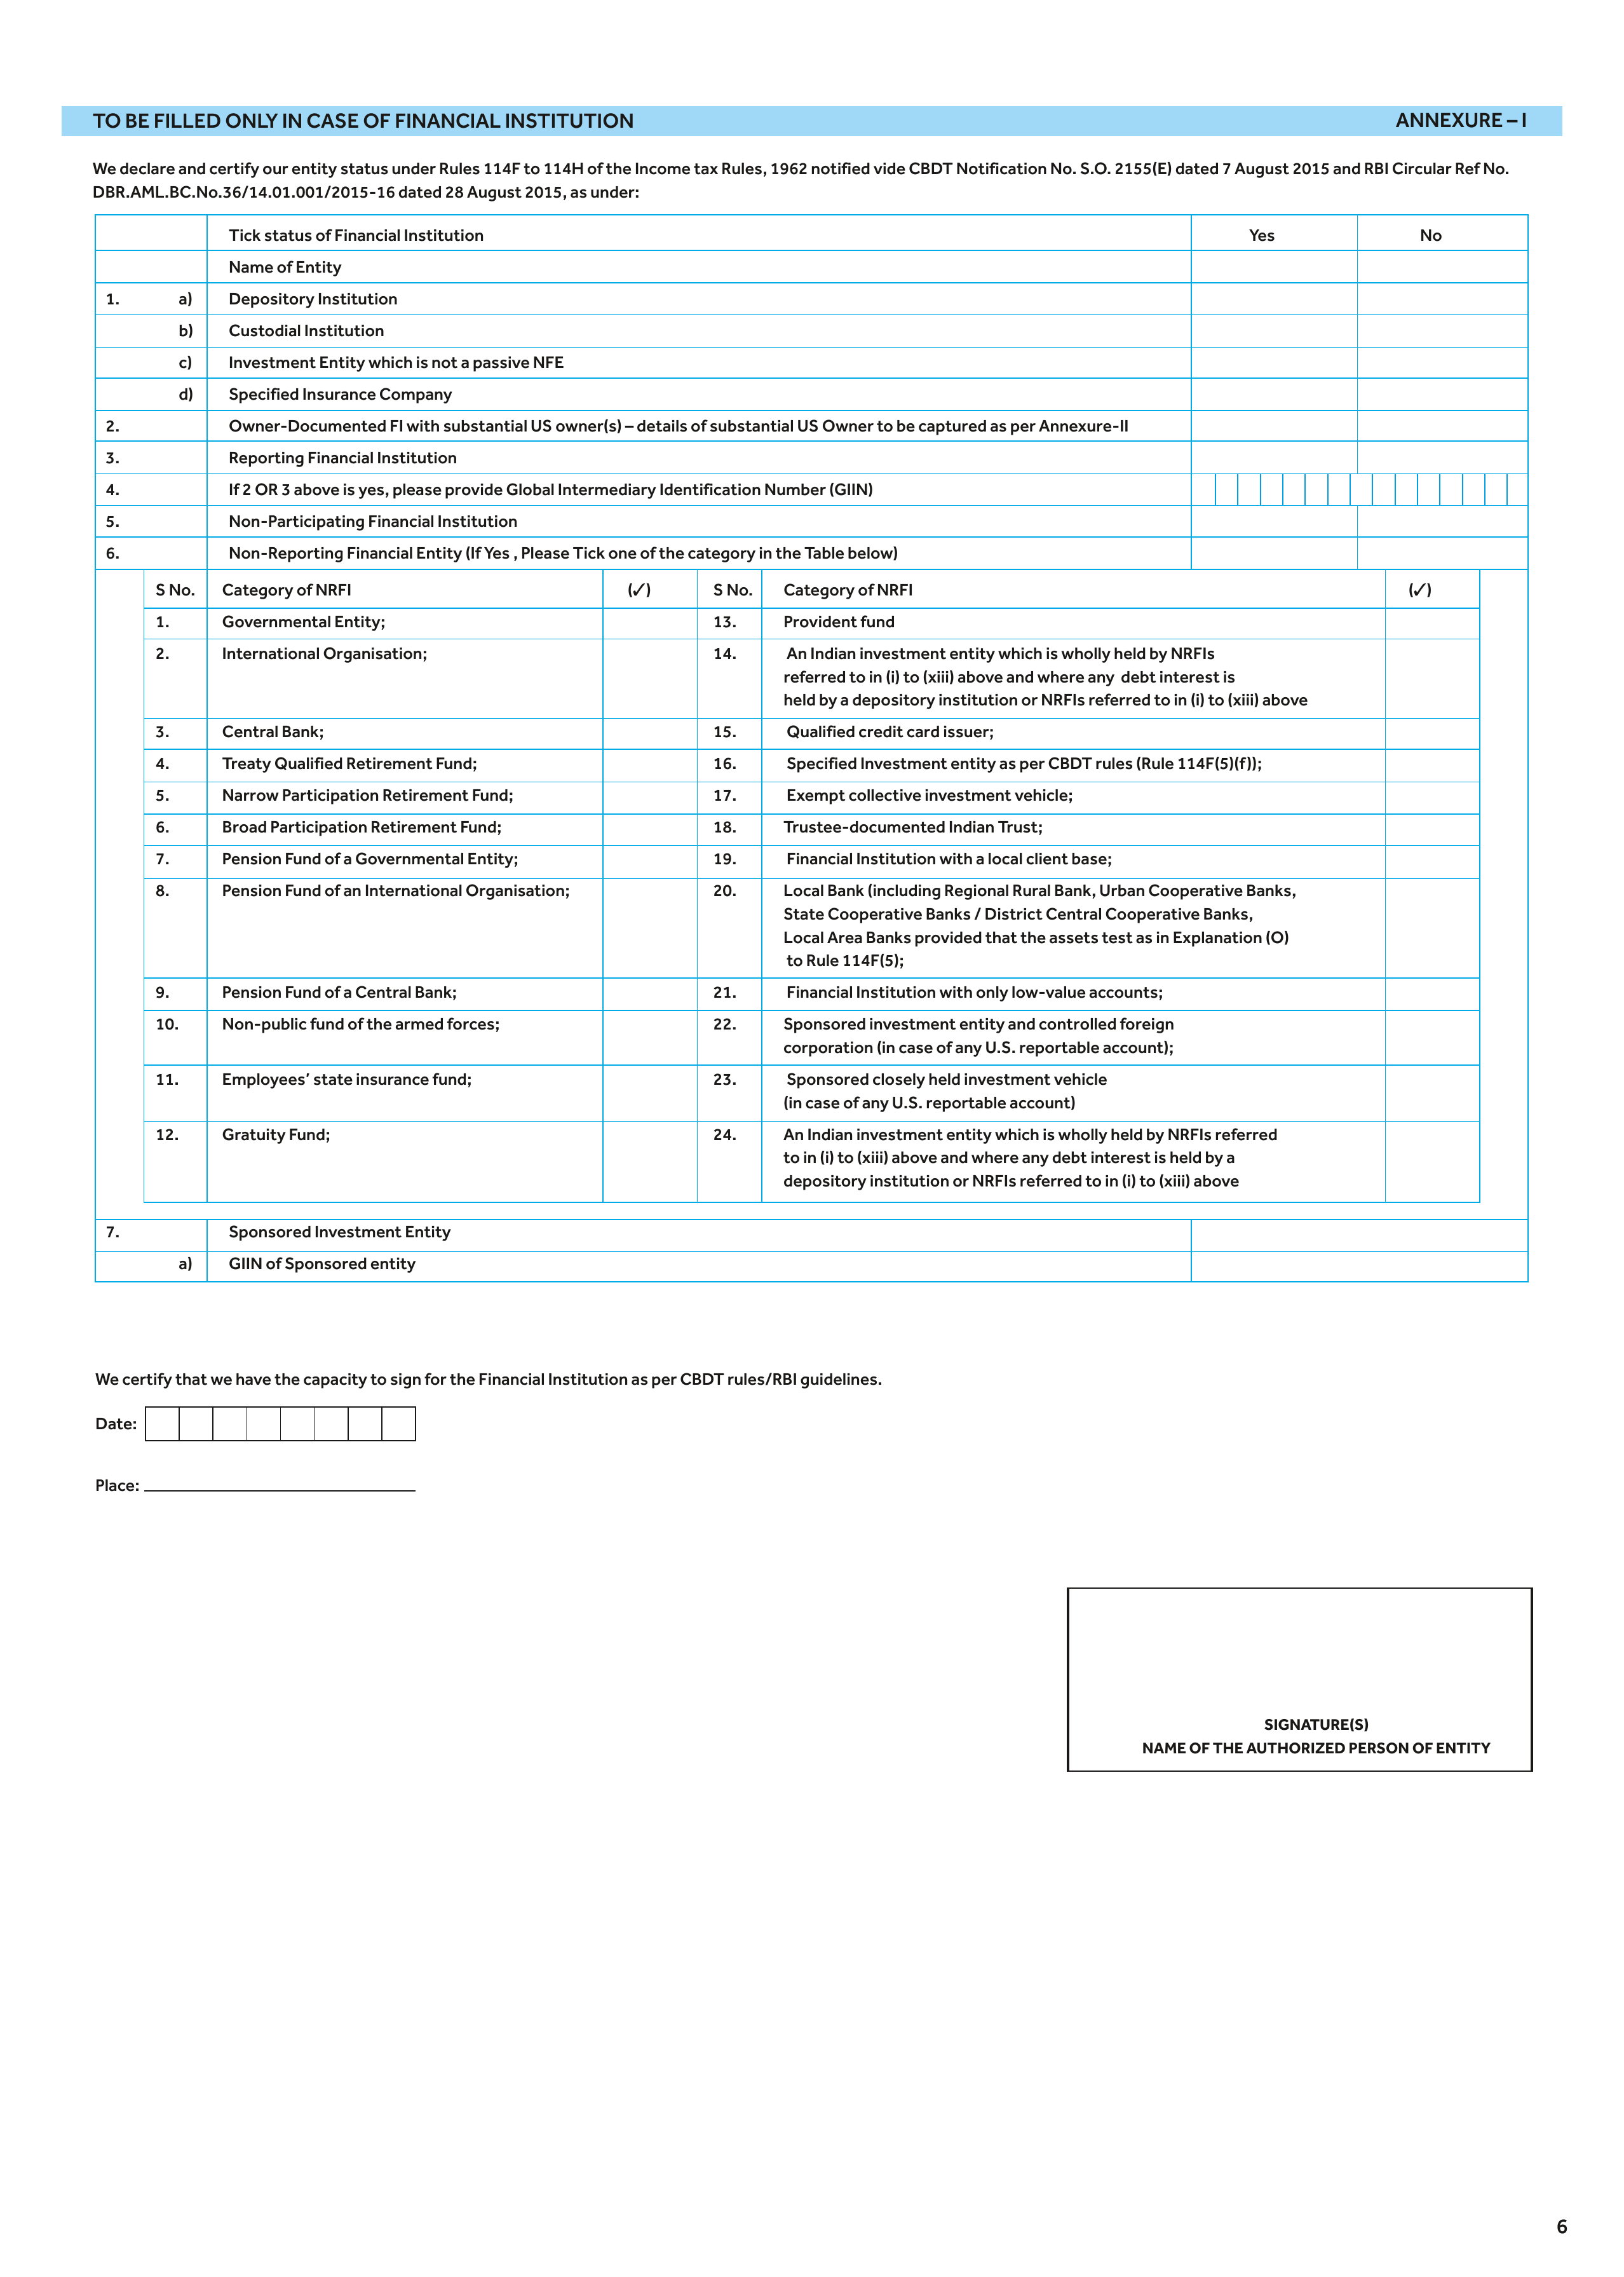 TO BE FILLED ONLY IN CASE OF FINANCIAL INSTITUTION ANNEXURE – I
We declare and certify our entity status under Rules 114F to 114H of the Income tax Rules, 1962 notified vide CBDT Notification No. S.O. 2155(E) dated 7 August 2015 and RBI Circular Ref No.
DBR.AML.BC.No.36/14.01.001/2015-16 dated 28 August 2015, as under:
Tick status of Financial Institution Yes No
Name of Entity
1. a) Depository Institution
b) Custodial Institution
c) Investment Entity which is not a passive NFE
d) Specified Insurance Company
2. Owner-Documented FI with substantial US owner(s) – details of substantial US Owner to be captured as per Annexure-II
3. Reporting Financial Institution
4. If 2 OR 3 above is yes, please provide Global Intermediary Identification Number (GIIN)
5. Non-Participating Financial Institution
6. Non-Reporting Financial Entity (If Yes , Please Tick one of the category in the Table below)
S No. Category of NRFI (✓) S No. Category of NRFI (✓)
1. Governmental Entity; 13. Provident fund
2. International Organisation; 14. An Indian investment entity which is wholly held by NRFIs
referred to in (i) to (xiii) above and where any debt interest is
held by a depository institution or NRFIs referred to in (i) to (xiii) above
3. Central Bank; 15. Qualified credit card issuer;
4. Treaty Qualified Retirement Fund; 16. Specified Investment entity as per CBDT rules (Rule 114F(5)(f));
5. Narrow Participation Retirement Fund; 17. Exempt collective investment vehicle;
6. Broad Participation Retirement Fund; 18. Trustee-documented Indian Trust;
7. Pension Fund of a Governmental Entity; 19. Financial Institution with a local client base;
8. Pension Fund of an International Organisation; 20. Local Bank (including Regional Rural Bank, Urban Cooperative Banks,
State Cooperative Banks / District Central Cooperative Banks,
Local Area Banks provided that the assets test as in Explanation (O)
to Rule 114F(5);
9. Pension Fund of a Central Bank; 21. Financial Institution with only low-value accounts;
10. Non-public fund of the armed forces; 22. Sponsored investment entity and controlled foreign
corporation (in case of any U.S. reportable account);
11. Employees’ state insurance fund; 23. Sponsored closely held investment vehicle
(in case of any U.S. reportable account)
12. Gratuity Fund; 24. An Indian investment entity which is wholly held by NRFIs referred
to in (i) to (xiii) above and where any debt interest is held by a
depository institution or NRFIs referred to in (i) to (xiii) above
7. Sponsored Investment Entity
a) GIIN of Sponsored entity
We certify that we have the capacity to sign for the Financial Institution as per CBDT rules/RBI guidelines.
Date:
Place:
SIGNATURE(S)
NAME OF THE AUTHORIZED PERSON OF ENTITY
6